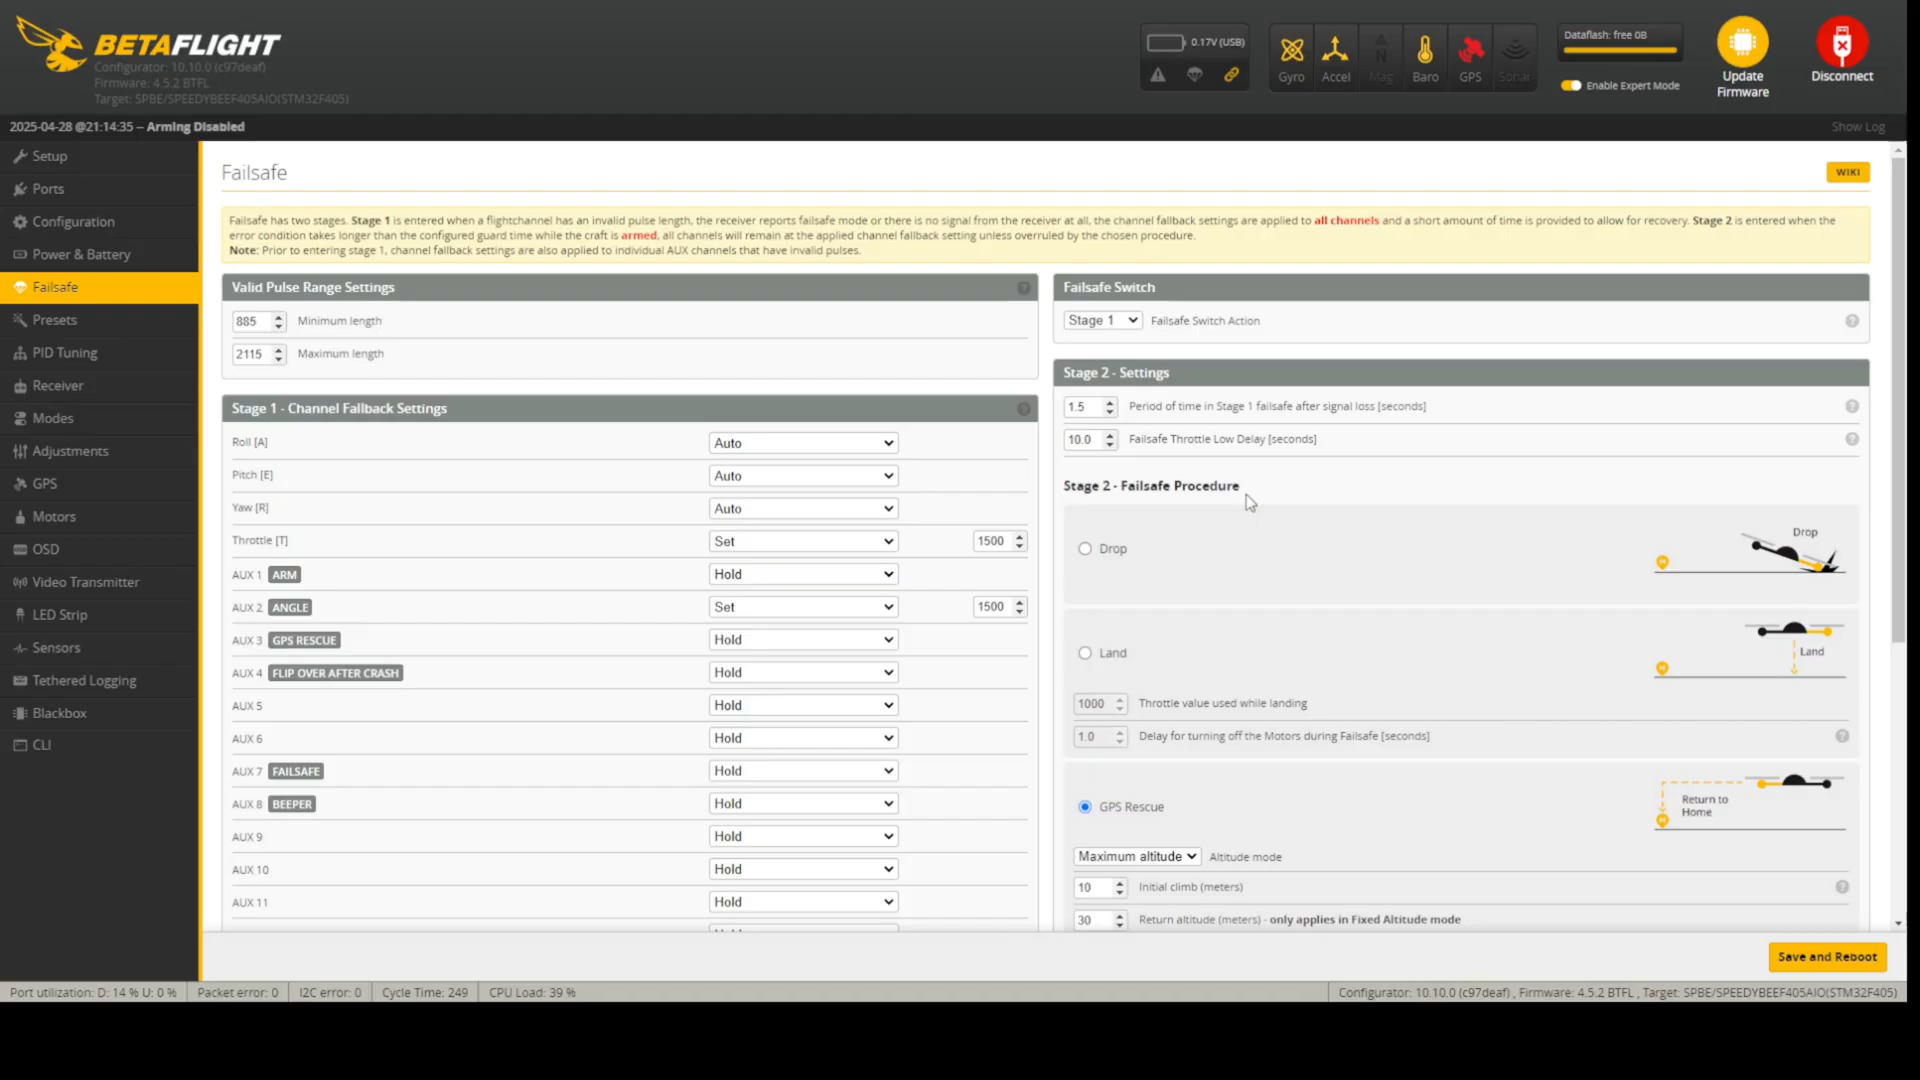 BETAFLIGHT
Configurator: 10.10.0 (c97deaf)
Firmware: 4.5.2 BTFL
Target: SPBE/SPEEDYBEEF405AIO(STM32F405)
0.17V (USB)
Gyro
Accel
Mag
Baro
GPS
Sonar
Dataflash: free 0B
Enable Expert Mode
Update
Firmware
Disconnect
2025-04-28 @21:14:35 -- Arming Disabled
Show Log
Setup
Ports
Configuration
Power & Battery
Failsafe
Presets
PID Tuning
Receiver
Modes
Adjustments
GPS
Motors
OSD
Video Transmitter
LED Strip
Sensors
Tethered Logging
Blackbox
CLI
Failsafe
WIKI
Failsafe has two stages. Stage 1 is entered when a flightchannel has an invalid pulse length, the receiver reports failsafe mode or there is no signal from the receiver at all, the channel fallback settings are applied to all channels and a short amount of time is provided to allow for recovery. Stage 2 is entered when the
error condition takes longer than the configured guard time while the craft is armed, all channels will remain at the applied channel fallback setting unless overruled by the chosen procedure.
Note: Prior to entering stage 1, channel fallback settings are also applied to individual AUX channels that have invalid pulses.
Valid Pulse Range Settings
885 Minimum length
2115 Maximum length
Stage 1 - Channel Fallback Settings
Roll [A] Auto
Pitch [E] Auto
Yaw [R] Auto
Throttle [T] Set 1500
AUX 1 ARM Hold
AUX 2 ANGLE Set 1500
AUX 3 GPS RESCUE Hold
AUX 4 FLIP OVER AFTER CRASH Hold
AUX 5 Hold
AUX 6 Hold
AUX 7 FAILSAFE Hold
AUX 8 BEEPER Hold
AUX 9 Hold
AUX 10 Hold
AUX 11 Hold
Failsafe Switch
Stage 1 Failsafe Switch Action
Stage 2 - Settings
1.5 Period of time in Stage 1 failsafe after signal loss [seconds]
10.0 Failsafe Throttle Low Delay [seconds]
Stage 2 - Failsafe Procedure
Drop
Drop
Land
Land
1000 Throttle value used while landing
1.0 Delay for turning off the Motors during Failsafe [seconds]
GPS Rescue
Return to
Home
Maximum altitude Altitude mode
10 Initial climb (meters)
30 Return altitude (meters) - only applies in Fixed Altitude mode
Save and Reboot
Port utilization: D: 14 % U: 0 %
Packet error: 0
I2C error: 0
Cycle Time: 249
CPU Load: 39 %
Configurator: 10.10.0 (c97deaf) , Firmware: 4.5.2 BTFL , Target: SPBE/SPEEDYBEEF405AIO(STM32F405)